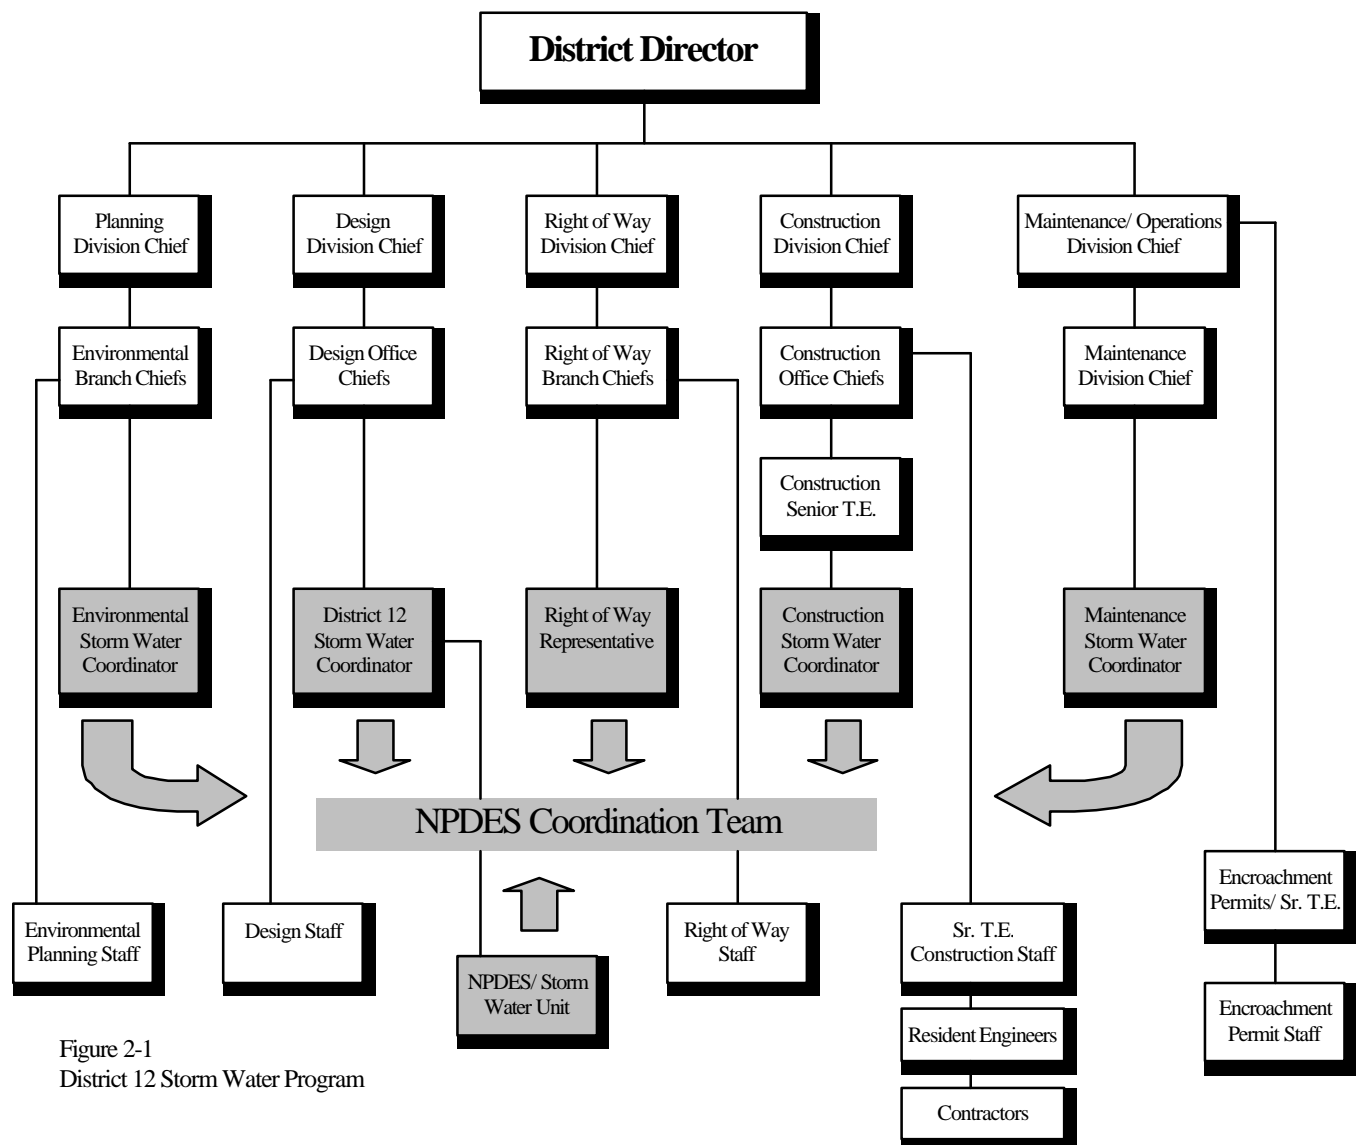 District Director
Planning
Division Chief
Design
Division Chief
Right of Way
Division Chief
Construction
Division Chief
Maintenance/ Operations
Division Chief
Environmental
Branch Chiefs
Design Office
Chiefs
Right of Way
Branch Chiefs
Construction
Office Chiefs
Maintenance
Division Chief
Construction
Senior T.E.
Environmental
Storm Water
Coordinator
District 12
Storm Water
Coordinator
Right of Way
Representative
Construction
Storm Water
Coordinator
Maintenance
Storm Water
Coordinator
NPDES Coordination Team
Environmental
Planning Staff
Design Staff
NPDES/ Storm
Water Unit
Right of Way
Staff
Sr. T.E.
Construction Staff
Encroachment
Permits/ Sr. T.E.
Resident Engineers
Encroachment
Permit Staff
Contractors
Figure 2-1
District 12 Storm Water Program